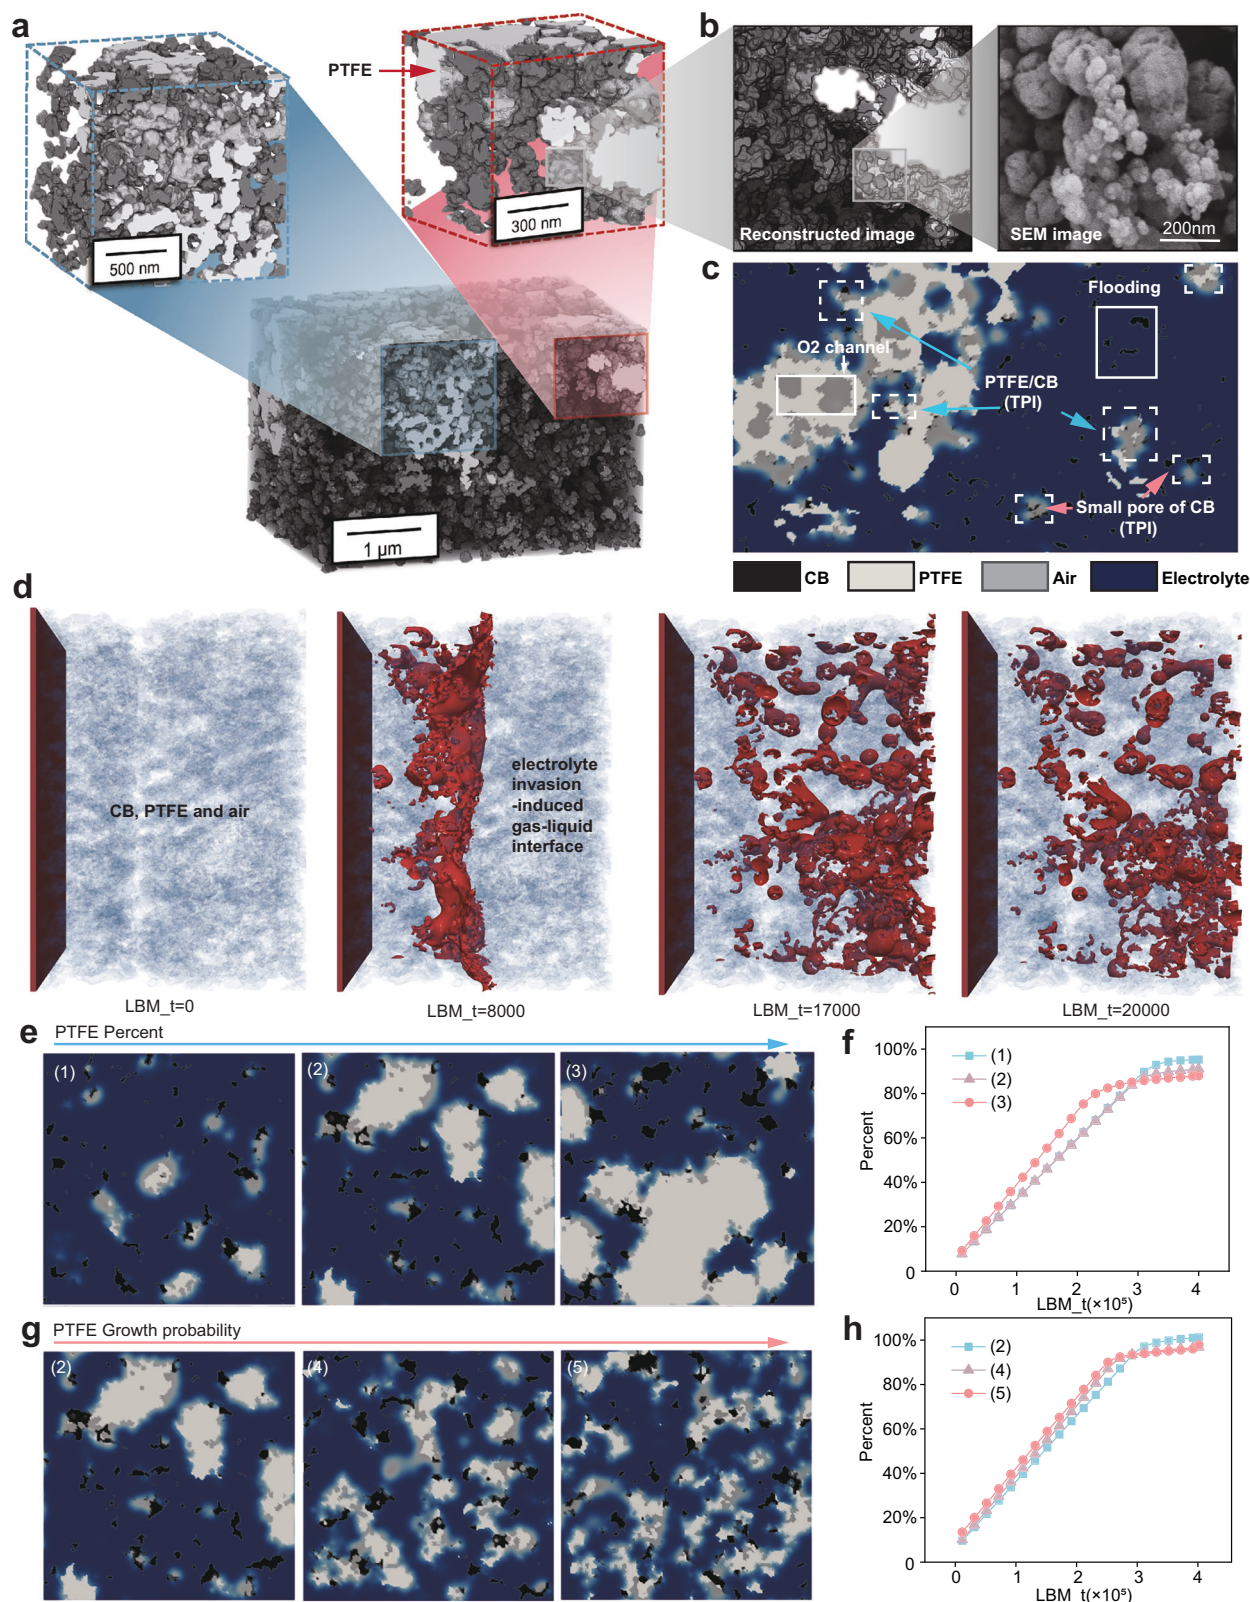 a
PTFE
500 nm
300 nm
1 µm
b
Reconstructed image
SEM image
200nm
c
Flooding
O2 channel
PTFE/CB
(TPI)
Small pore of CB
(TPI)
CB
PTFE
Air
Electrolyte
d
CB, PTFE and air
electrolyte
invasion
-induced
gas-liquid
interface
LBM_t=0
LBM_t=8000
LBM_t=17000
LBM_t=20000
e
PTFE Percent
(1)
(2)
(3)
f
100%
80%
60%
40%
20%
0
Percent
(1)
(2)
(3)
0 1 2 3 4
LBM_t(×10⁵)
g
PTFE Growth probability
(2)
(4)
(5)
h
100%
80%
60%
40%
20%
0
Percent
(2)
(4)
(5)
0 1 2 3 4
LBM_t(×10⁵)